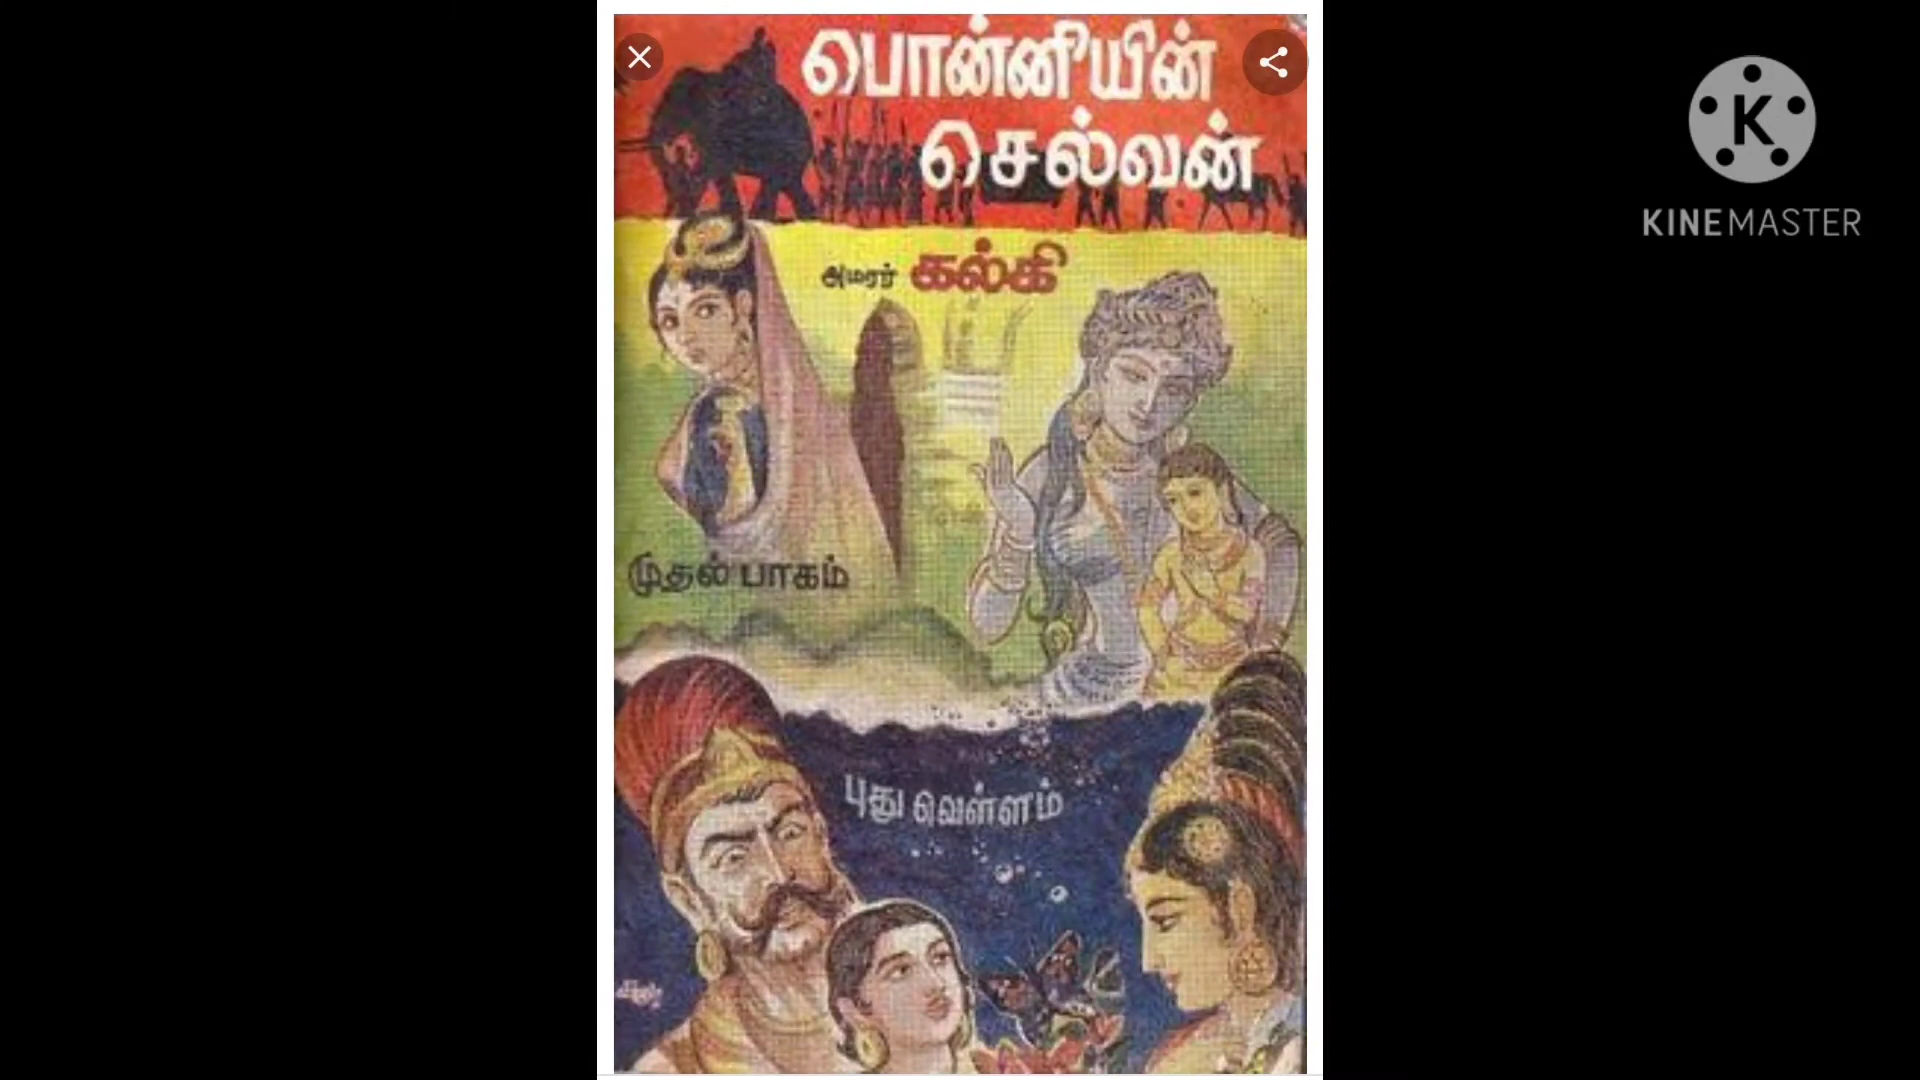 பொன்னியின்
செல்வன்
அமரர் கல்கி
முதல் பாகம்
புது வெள்ளம்
K
KINEMASTER